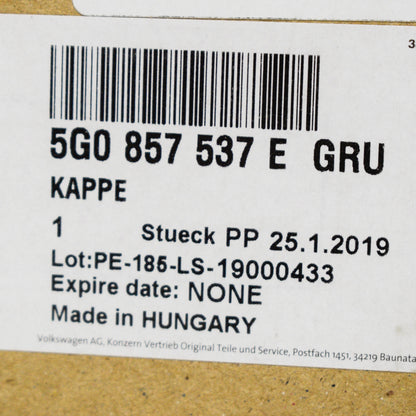 3
5G0 857 537 E GRU
KAPPE
1 Stueck PP 25.1.2019
Lot:PE-185-LS-19000433
Expire date: NONE
Made in HUNGARY
Volkswagen AG, Konzern Vertrieb Original Teile und Service, Postfach 1451, 34219 Baunata